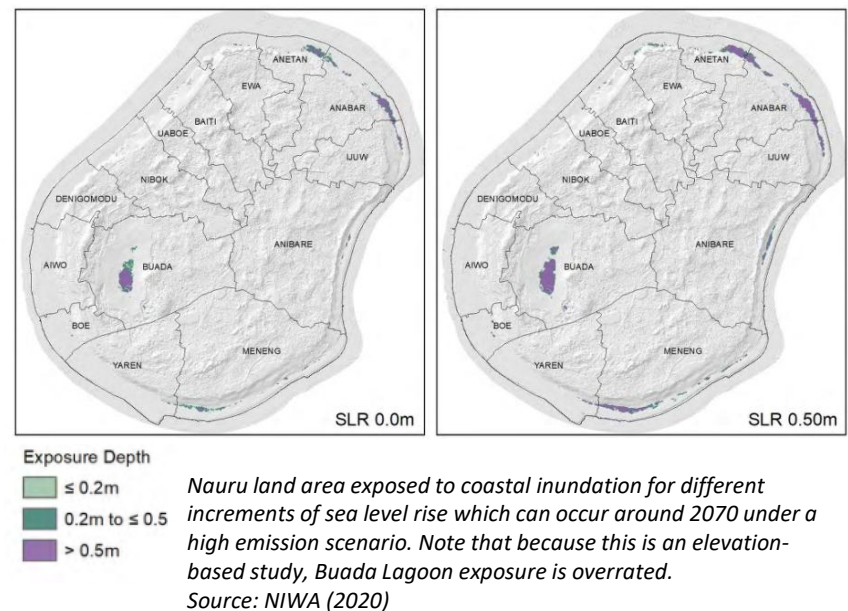 ANETAN
EWA
ANABAR
BAITI
UABOE
IJUW
NIBOK
DENIGOMODU
ANIBARE
AIWO
BUADA
BOE
MENENG
YAREN
SLR 0.0m
ANETAN
EWA
ANABAR
BAITI
UABOE
IJUW
NIBOK
DENIGOMODU
ANIBARE
AIWO
BUADA
BOE
MENENG
YAREN
SLR 0.50m
Exposure Depth
≤ 0.2m
0.2m to ≤ 0.5
> 0.5m
Nauru land area exposed to coastal inundation for different
increments of sea level rise which can occur around 2070 under a
high emission scenario. Note that because this is an elevation-
based study, Buada Lagoon exposure is overrated.
Source: NIWA (2020)